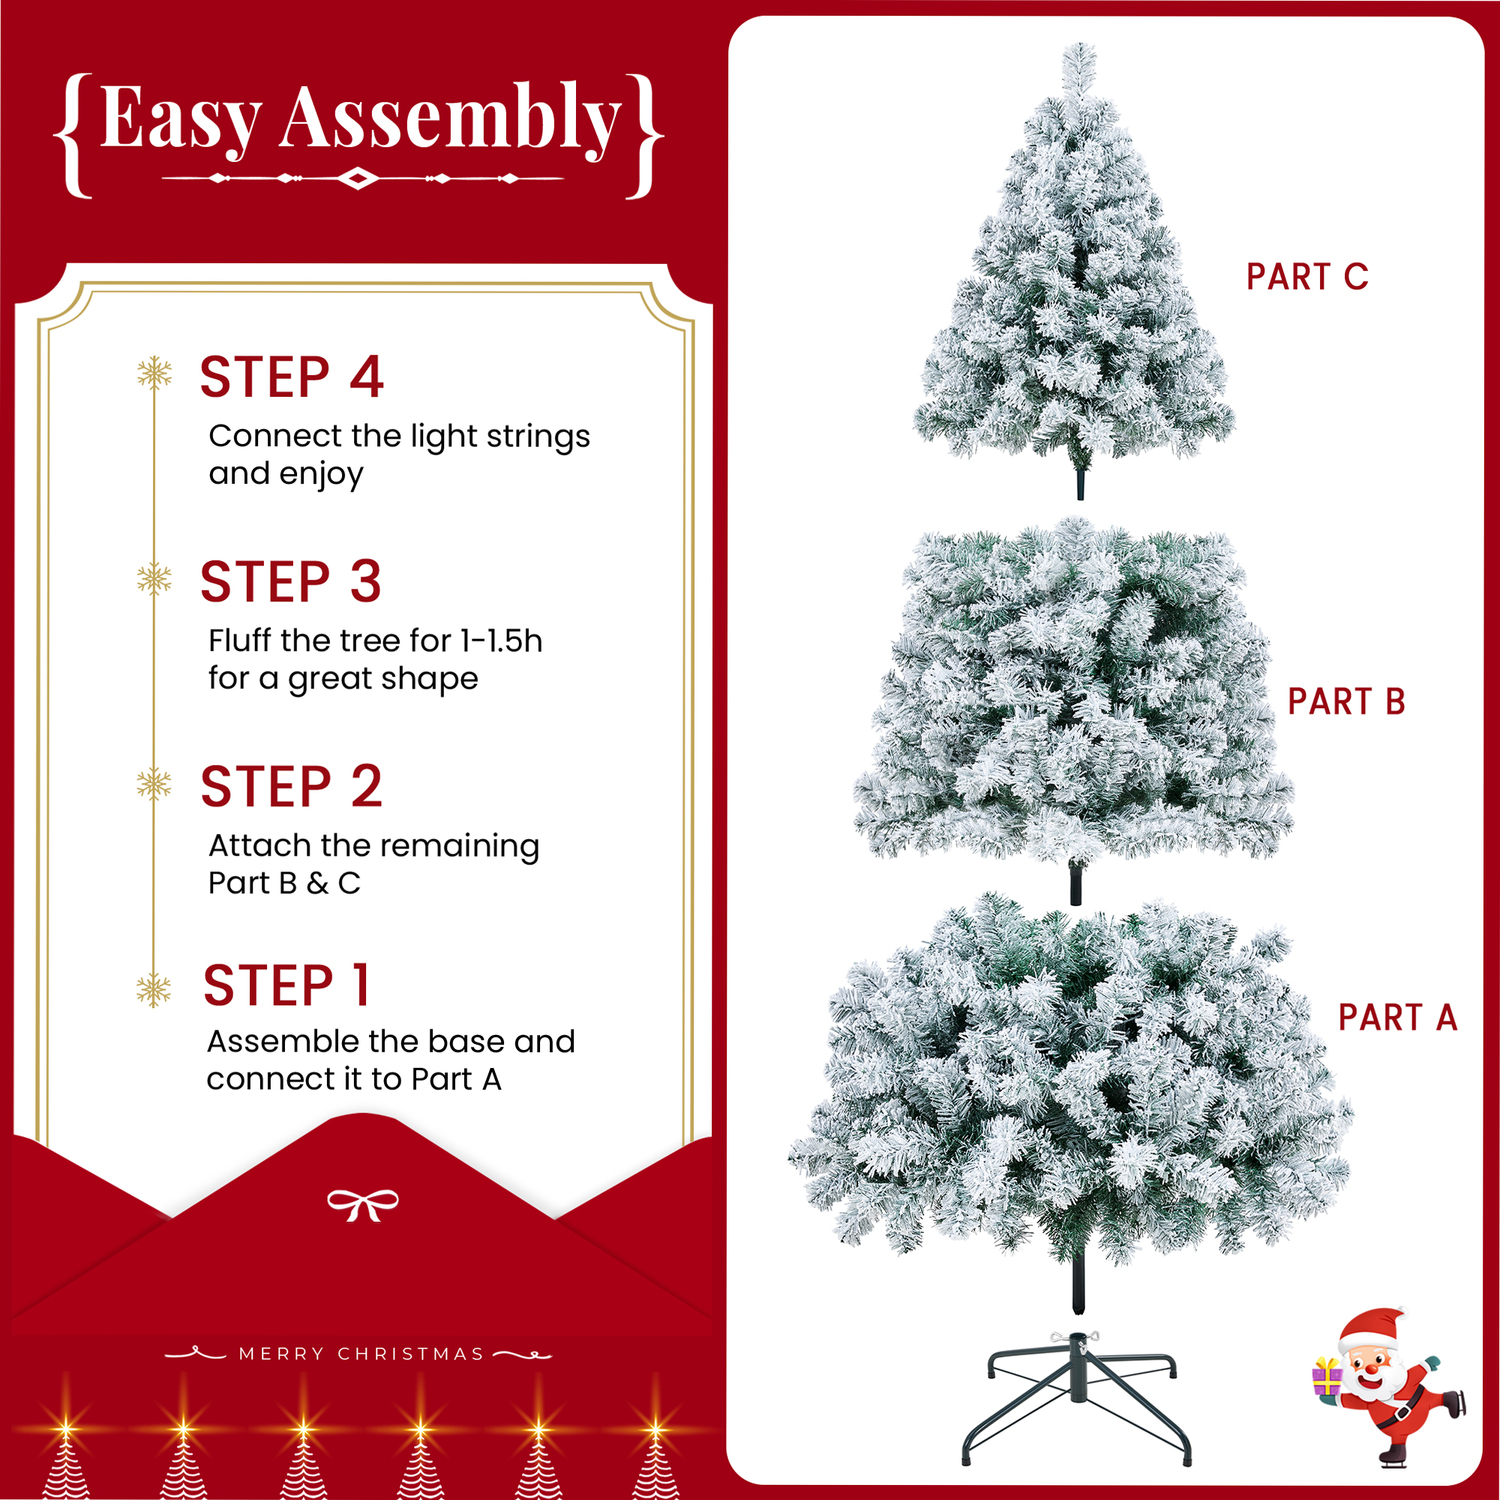 {Easy Assembly}
STEP 4
Connect the light strings
and enjoy
STEP 3
Fluff the tree for 1-1.5h
for a great shape
STEP 2
Attach the remaining
Part B & C
STEP 1
Assemble the base and
connect it to Part A
MERRY CHRISTMAS
PART C
PART B
PART A